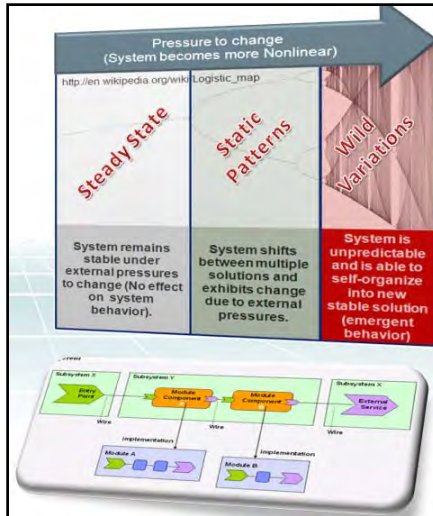 Pressure to change
(System becomes more Nonlinear)
http://en.wikipedia.org/wiki/Logistic_map
Steady State
Static
Patterns
Wild
Variations
System remains
stable under
external pressures
to change (No effect
on system
behavior).
System shifts
between multiple
solutions and
exhibits change
due to external
pressures.
System is
unpredictable
and is able to
self-organize
into new
stable solution
(emergent
behavior)
Subsystem X
Subsystem Y
Subsystem X
Entry
Point
Module
Component
Module
Component
External
Service
Wire
Wire
Wire
Implementation
Implementation
Module A
Module B